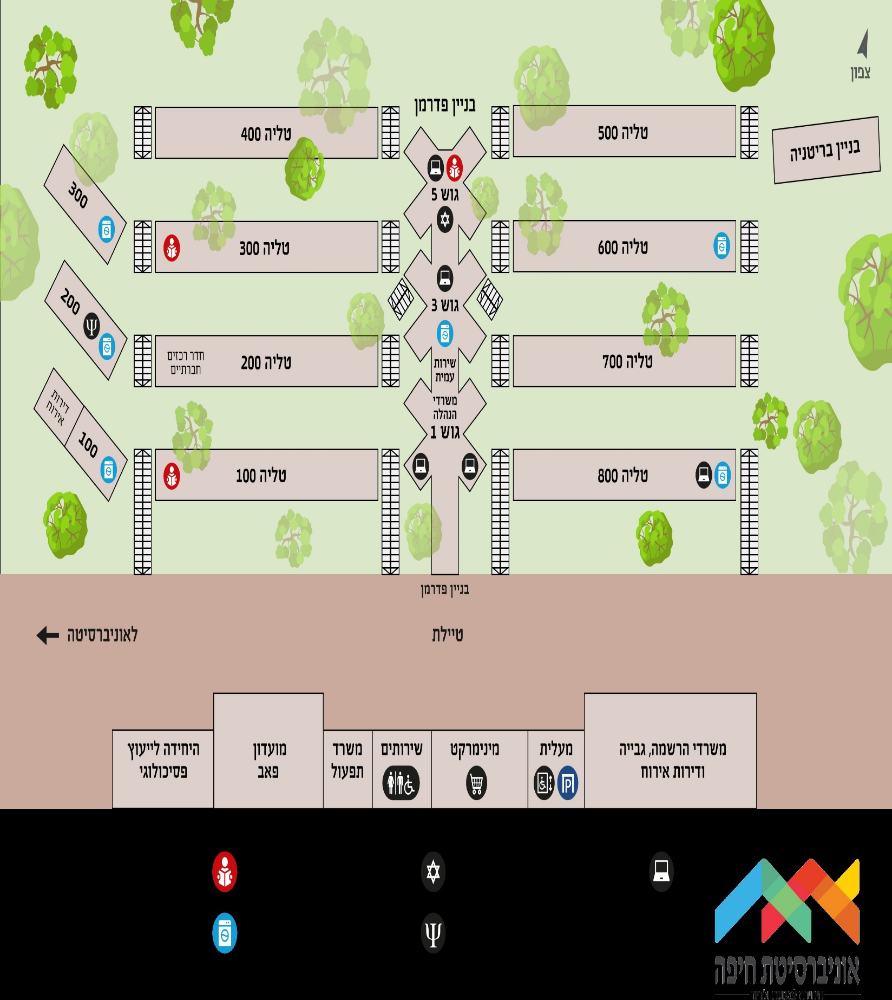 צפון
בניין פדרמן
טליה 500
טליה 400
בניין בריטניה
300
גוש 5
טליה 600
טליה 300
200
גוש 3
טליה 700
שירות
עמית
טליה 200
חדר רכזים
חברתיים
דירות
אירוח
100
משרדי
הנהלה
גוש 1
טליה 800
טליה 100
בניין פדרמן
טיילת
לאוניברסיטה
משרדי הרשמה, גבייה
ודירות אירוח
מעלית
P
מינימרקט
שירותים
משרד
תפעול
מועדון
פאב
היחידה לייעוץ
פסיכולוגי
Ψ
Ψ
אוניברסיטת חיפה